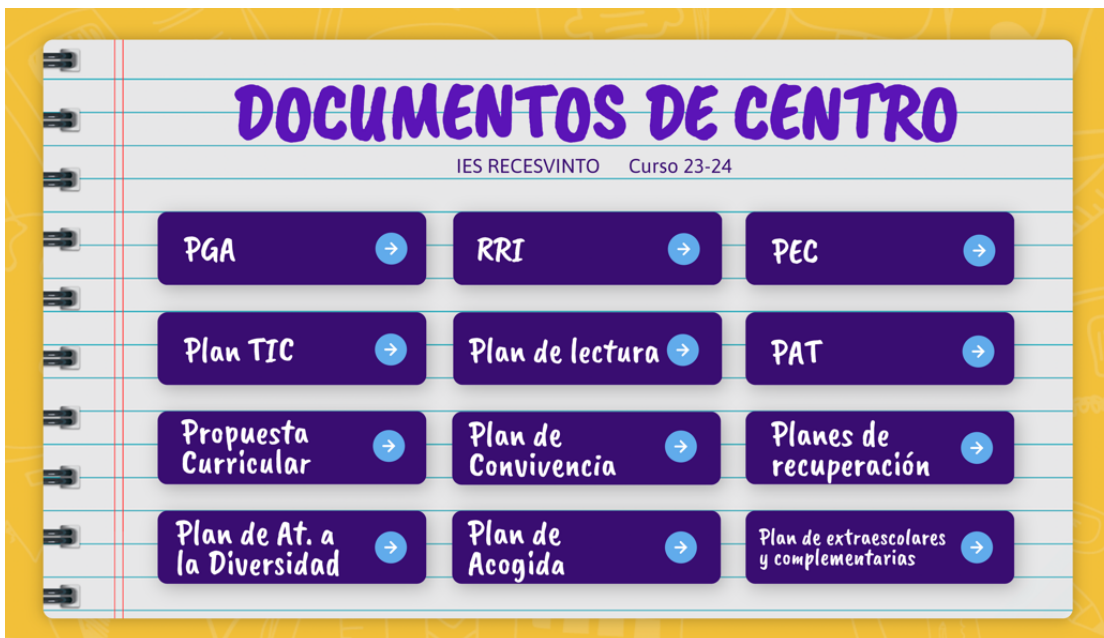 DOCUMENTOS DE CENTRO
IES RECESVINTO Curso 23-24
PGA
RRI
PEC
Plan TIC
Plan de lectura
PAT
Propuesta
Curricular
Plan de
Convivencia
Planes de
recuperación
Plan de At. a
la Diversidad
Plan de
Acogida
Plan de extraescolares
y complementarias